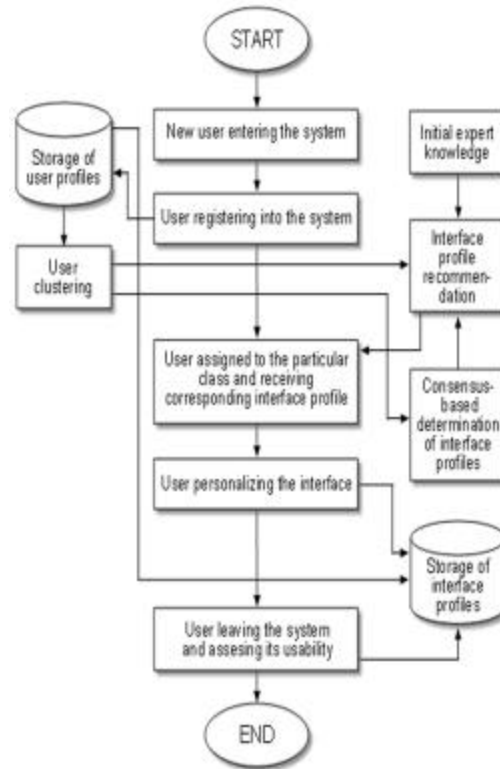 START
New user entering the system
Storage of
user profiles
Initial expert
knowledge
User registering into the system
User
clustering
Interface
profile
recommen-
dation
User assigned to the particular
class and receiving
corresponding interface profile
Consensus-
based
determination
of interface
profiles
User personalizing the interface
Storage of
interface
profiles
User leaving the system
and assesing its usability
END